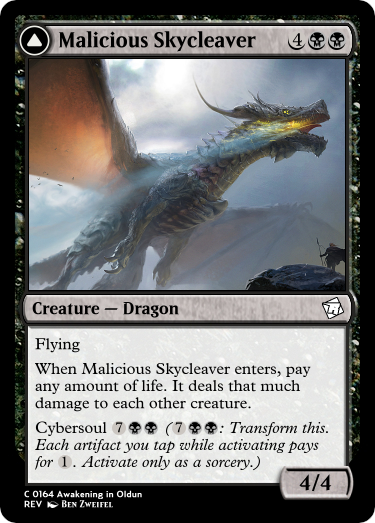 Malicious Skycleaver 4
Creature — Dragon
Flying
When Malicious Skycleaver enters, pay
any amount of life. It deals that much
damage to each other creature.
Cybersoul 7 ( 7 : Transform this.
Each artifact you tap while activating pays
for 1 . Activate only as a sorcery.)
4/4
C 0164 Awakening in Oldun
REV Ben Zweifel